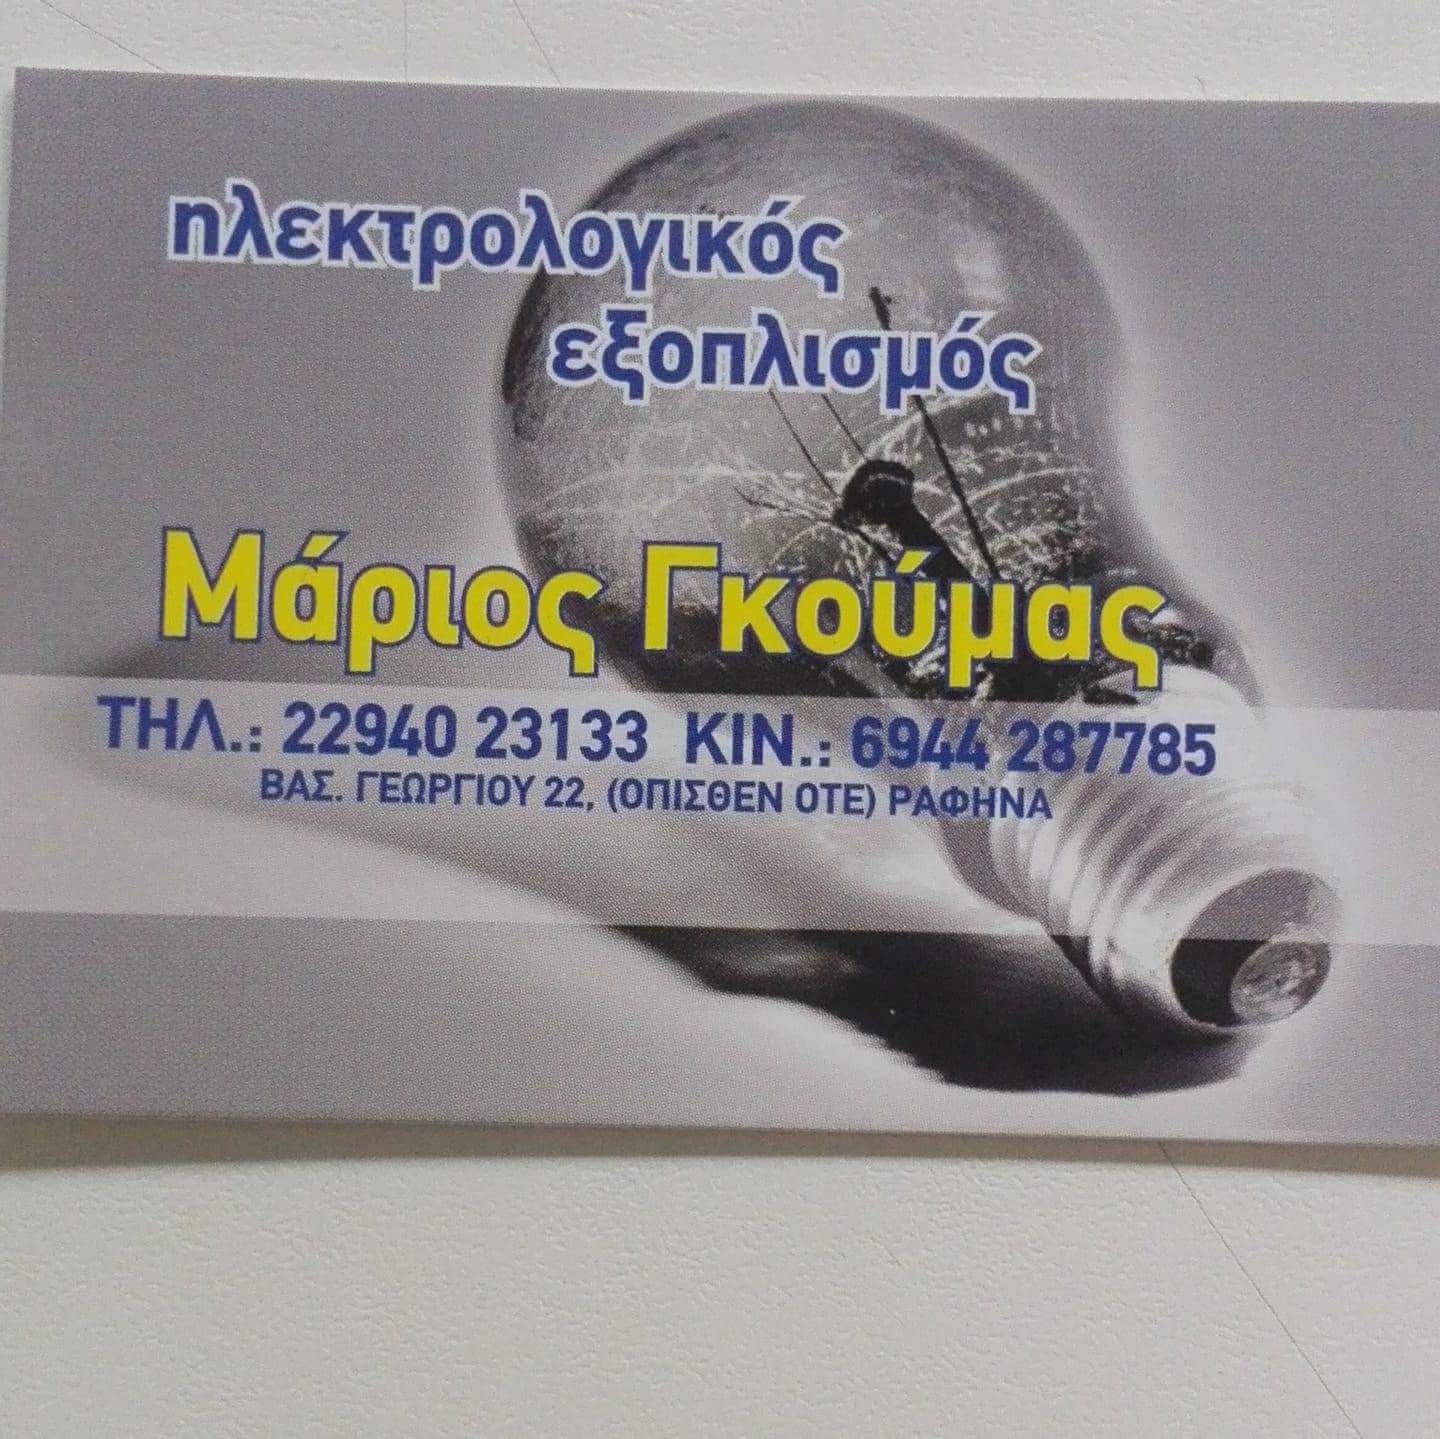 ηλεκτρολογικός
εξοπλισμός
Μάριος Γκούμας
ΤΗΛ.: 22940 23133 ΚΙΝ.: 6944 287785
ΒΑΣ. ΓΕΩΡΓΙΟΥ 22, (ΟΠΙΣΘΕΝ ΟΤΕ) ΡΑΦΗΝΑ